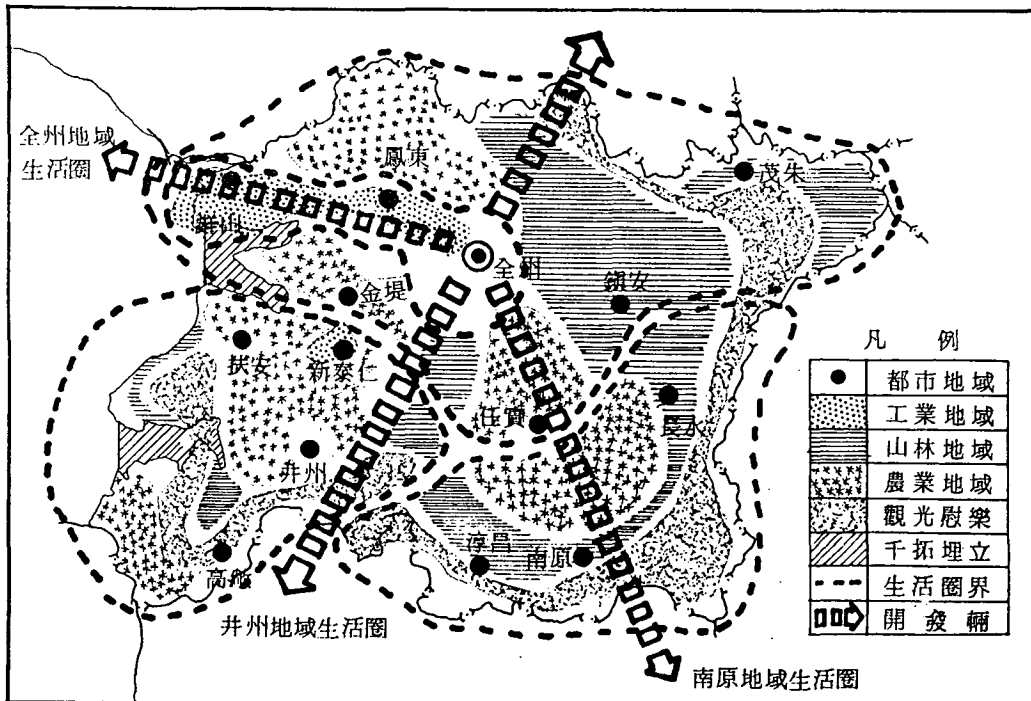 全州地域
生活圈
鳳東
茂朱
全州
鎮安
金堤
扶安
新泰仁
任實
長水
井州
淳昌
南原
高敞
井州地域生活圈
南原地域生活圈
凡 例
都市地域
工業地域
山林地域
農業地域
観光慰樂
干拓埋立
生活圈界
開發軸